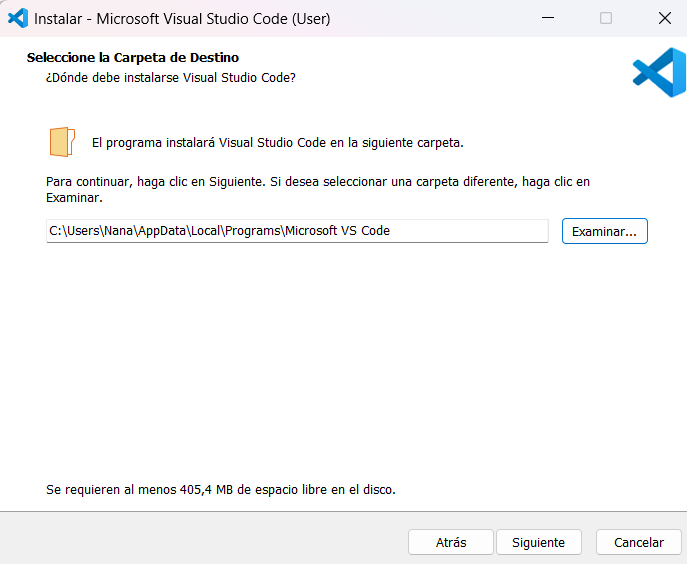 Instalar - Microsoft Visual Studio Code (User)
Seleccione la Carpeta de Destino
¿Dónde debe instalarse Visual Studio Code?
El programa instalará Visual Studio Code en la siguiente carpeta.
Para continuar, haga clic en Siguiente. Si desea seleccionar una carpeta diferente, haga clic en
Examinar.
C:\Users\Nana\AppData\Local\Programs\Microsoft VS Code
Examinar...
Se requieren al menos 405,4 MB de espacio libre en el disco.
Atrás
Siguiente
Cancelar